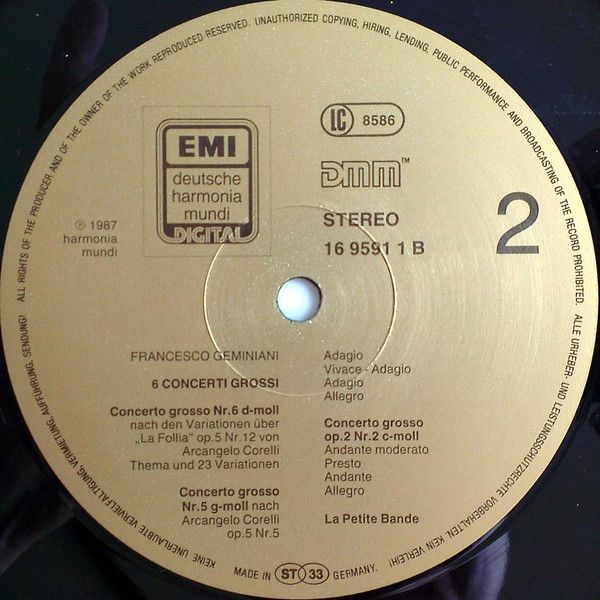 ALL RIGHTS OF THE PRODUCER AND OF THE OWNER OF THE WORK REPRODUCED RESERVED. UNAUTHORIZED COPYING, HIRING, LENDING, PUBLIC PERFORMANCE AND BROADCASTING OF THE RECORD PROHIBITED.
ALLE URHEBER- UND LEISTUNGSSCHUTZRECHTE VORBEHALTEN. KEIN VERLEIH! KEINE UNERLAUBTE VERVIELFÄLTIGUNG, VERMIETUNG, AUFFÜHRUNG, SENDUNG!
EMI
deutsche
harmonia
mundi
DIGITAL
℗ 1987
harmonia
mundi
LC 8586
DMM™
STEREO
16 9591 1 B
2
FRANCESCO GEMINIANI
6 CONCERTI GROSSI
Concerto grosso Nr.6 d-moll
nach den Variationen über
„La Follia" op.5 Nr.12 von
Arcangelo Corelli
Thema und 23 Variationen
Concerto grosso
Nr.5 g-moll nach
Arcangelo Corelli
op.5 Nr.5
Adagio
Vivace - Adagio
Adagio
Allegro
Concerto grosso
op.2 Nr.2 c-moll
Andante moderato
Presto
Andante
Allegro
La Petite Bande
MADE IN ST 33 GERMANY.